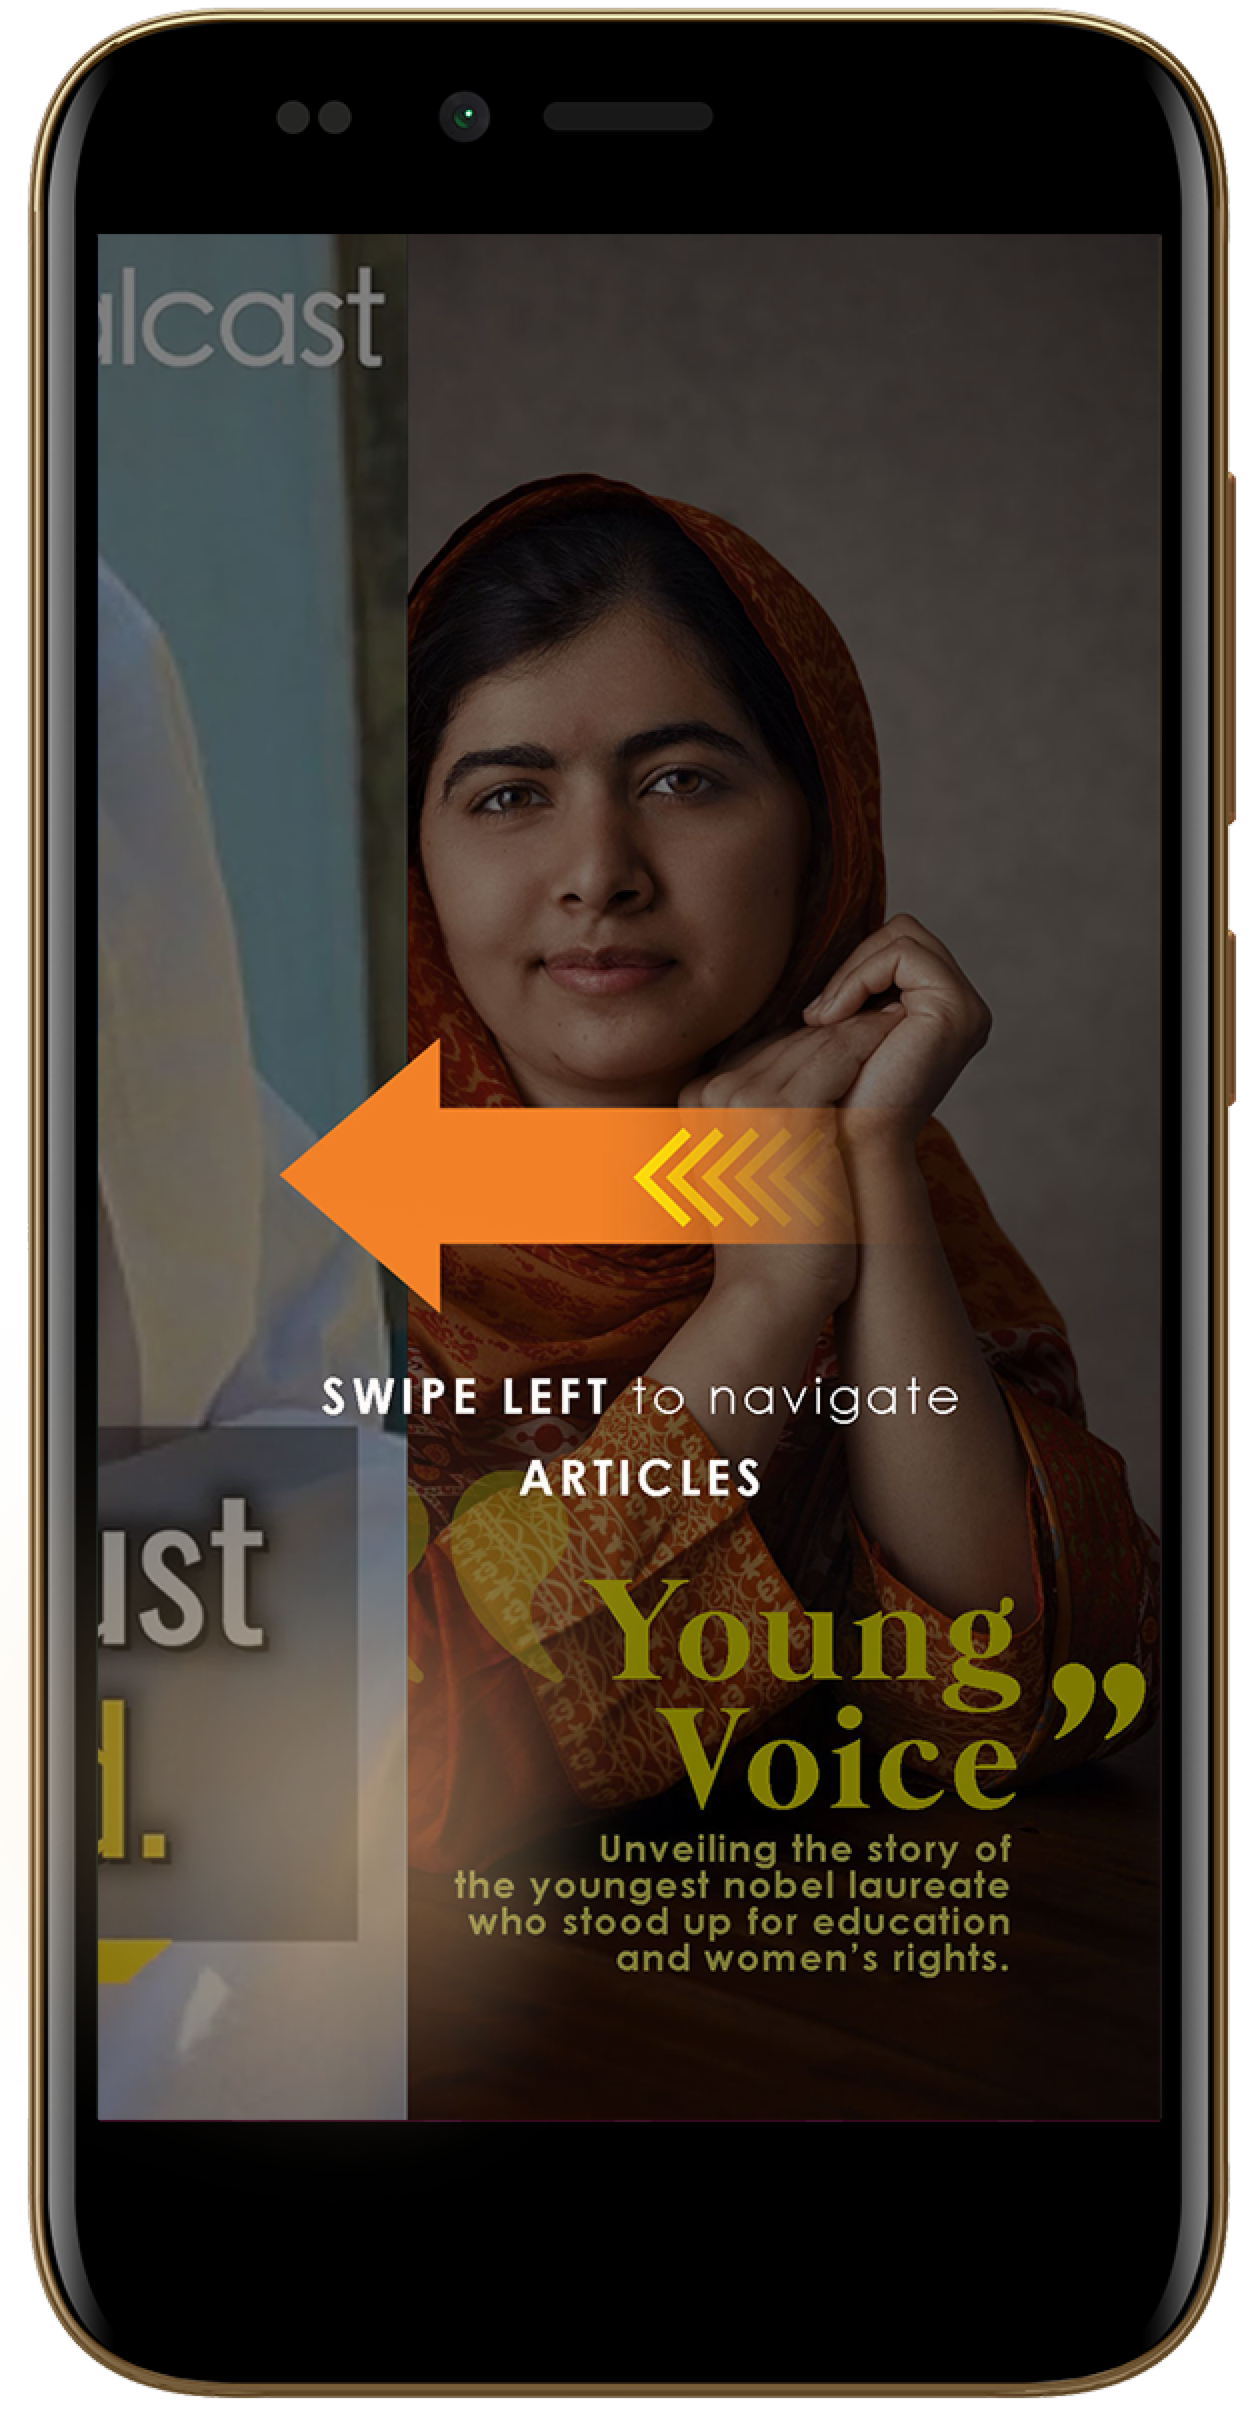 alcast
SWIPE LEFT to navigate
ARTICLES
ust
d.
Young
Voice”
Unveiling the story of
the youngest nobel laureate
who stood up for education
and women’s rights.